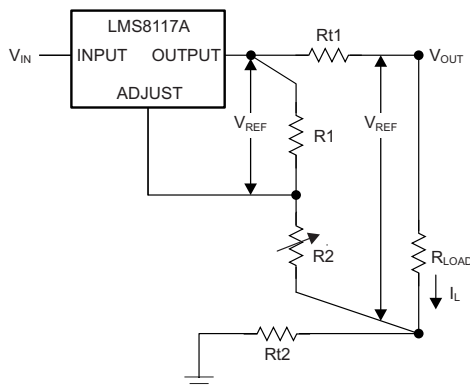 LMS8117A
V_IN INPUT OUTPUT Rt1 V_OUT
ADJUST
V_REF R1 V_REF
R2 R_LOAD
I_L
Rt2